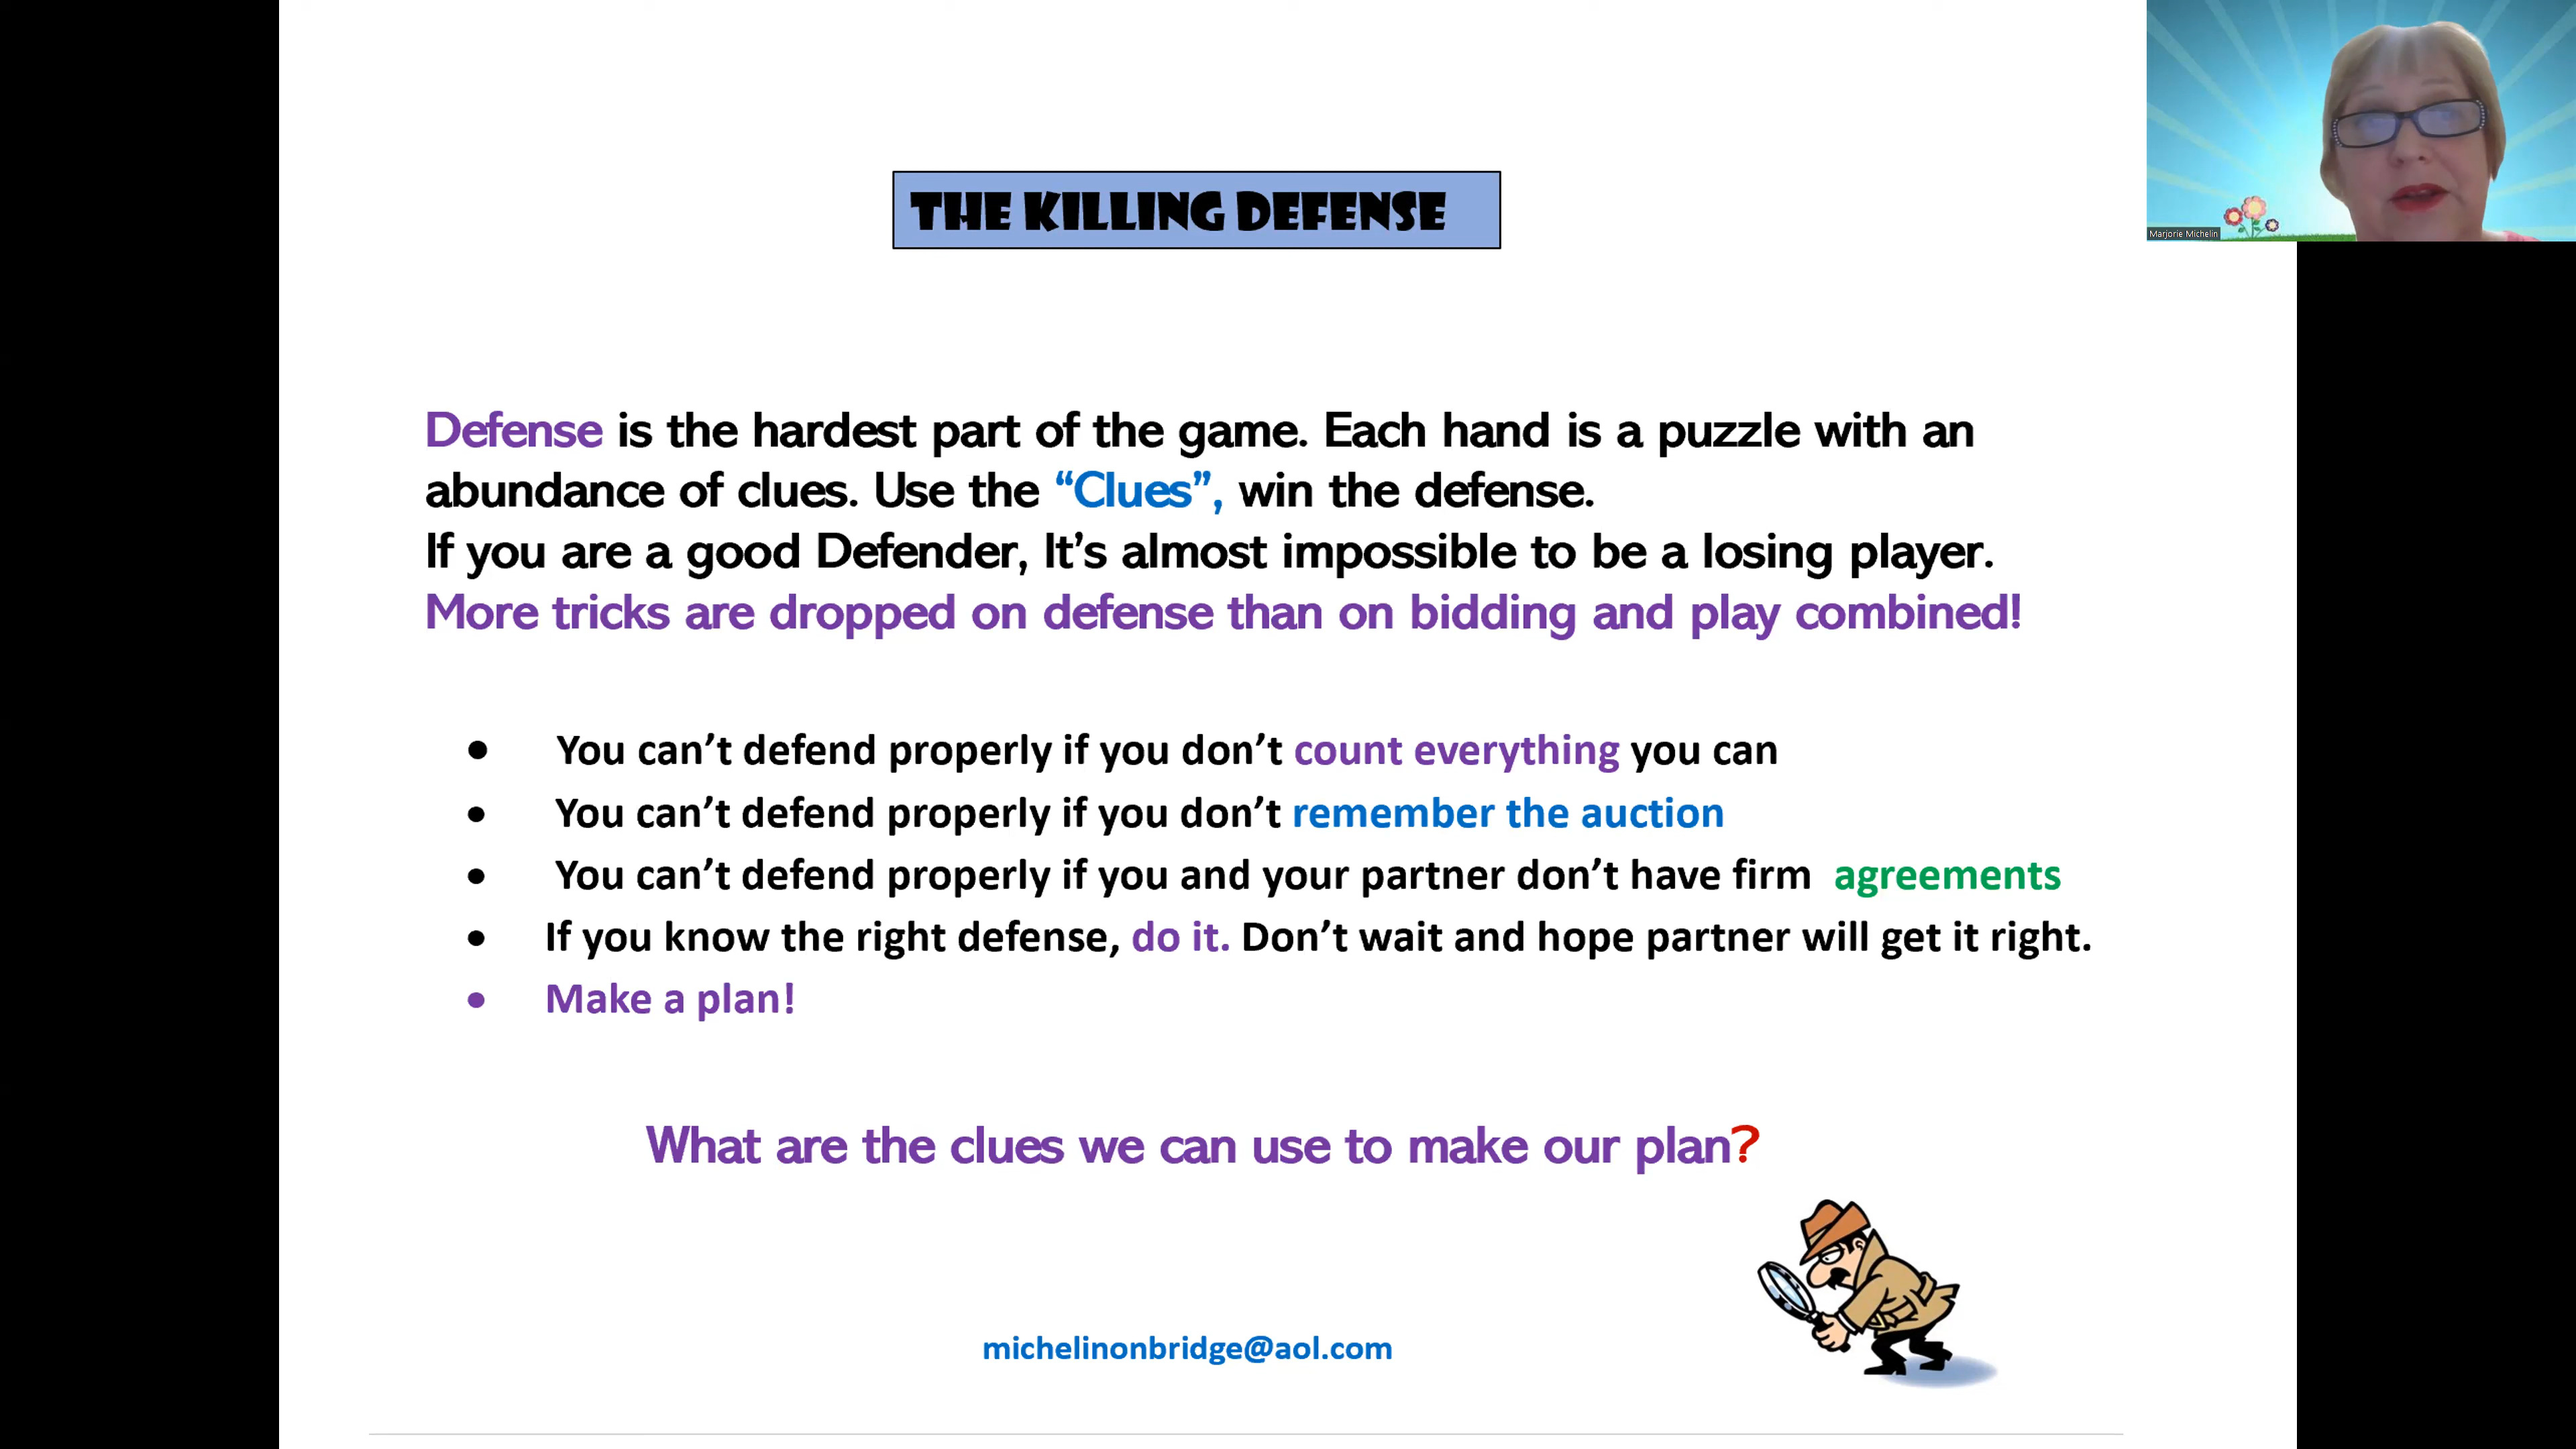 THE KILLING DEFENSE
Marjorie Michelin
Defense is the hardest part of the game. Each hand is a puzzle with an
abundance of clues. Use the “Clues”, win the defense.
If you are a good Defender, It’s almost impossible to be a losing player.
More tricks are dropped on defense than on bidding and play combined!
• You can’t defend properly if you don’t count everything you can
• You can’t defend properly if you don’t remember the auction
• You can’t defend properly if you and your partner don’t have firm agreements
• If you know the right defense, do it. Don’t wait and hope partner will get it right.
• Make a plan!
What are the clues we can use to make our plan?
michelinonbridge@aol.com